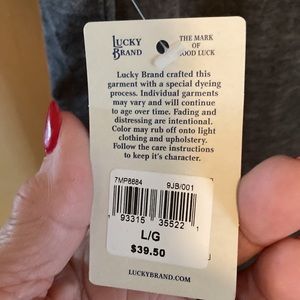 LUCKY BRAND
THE MARK OF GOOD LUCK
Lucky Brand crafted this
garment with a special dyeing
process. Individual garments
may vary and will continue
to age over time. Fading and
distressing are intentional.
Color may rub off onto light
clothing and upholstery.
Follow the care instructions
to keep it's character.
7MP8884 9JB/001
1 93315 35522 1
L/G
$39.50
LUCKYBRAND.COM